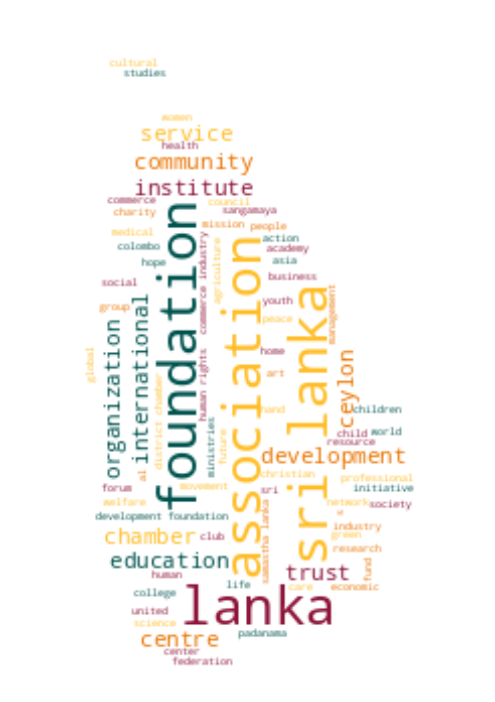 cultural
studies
women
service
health
community
institute
commerce
council
charity
sangamaya
mission
people
medical
action
colombo
academy
hope
asia
social
business
group
youth
peace
foundation
association
sri lanka
commerce industry
agriculture
management
international
organization
global
home
human rights
art
ceylon
district chamber
hand
children
child
world
resource
ministries
future
development
al
christian
professional
forum
movement
sri
initiative
welfare
network
society
development foundation
samastha lanka
industry
chamber
club
green
research
education
trust
fund
human
life
care
economic
college
lanka
united
science
padanama
centre
center
federation